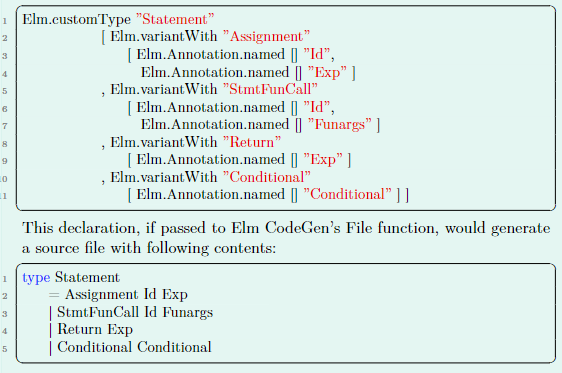 1 Elm.customType ”Statement”
2 [ Elm.variantWith ”Assignment”
3 [ Elm.Annotation.named [] ”Id”,
4 Elm.Annotation.named [] ”Exp” ]
5 , Elm.variantWith ”StmtFunCall”
6 [ Elm.Annotation.named [] ”Id”,
7 Elm.Annotation.named [] ”Funargs” ]
8 , Elm.variantWith ”Return”
9 [ Elm.Annotation.named [] ”Exp” ]
10 , Elm.variantWith ”Conditional”
11 [ Elm.Annotation.named [] ”Conditional” ] ]
This declaration, if passed to Elm CodeGen’s File function, would generate
a source file with following contents:
1 type Statement
2 = Assignment Id Exp
3 | StmtFunCall Id Funargs
4 | Return Exp
5 | Conditional Conditional